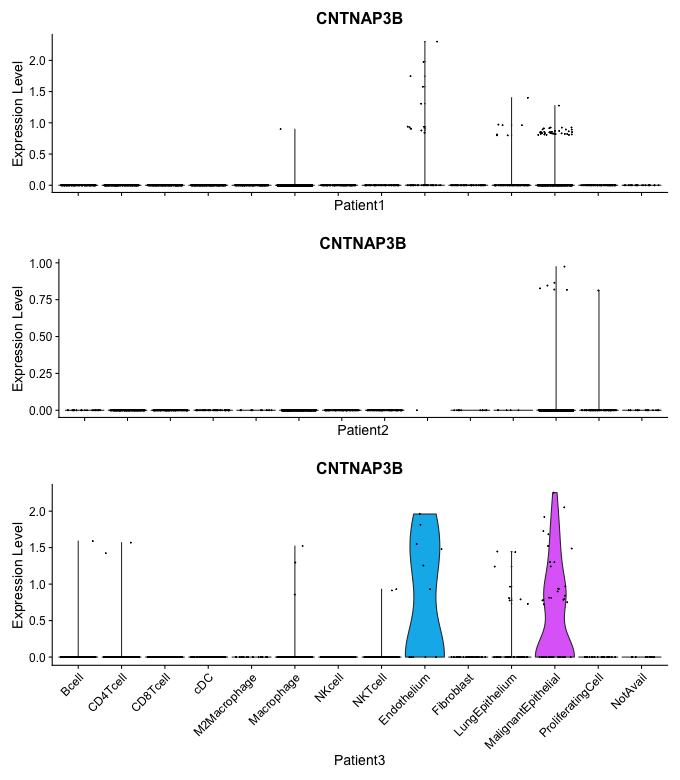 CNTNAP3B
Expression Level
2.0
1.5
1.0
0.5
0.0
Patient1
CNTNAP3B
Expression Level
1.00
0.75
0.50
0.25
0.00
Patient2
CNTNAP3B
Expression Level
2.0
1.5
1.0
0.5
0.0
Bcell
CD4Tcell
CD8Tcell
cDC
M2Macrophage
Macrophage
NKcell
NKTcell
Endothelium
Fibroblast
LungEpithelium
MalignantEpithelial
ProliferatingCell
NotAvail
Patient3